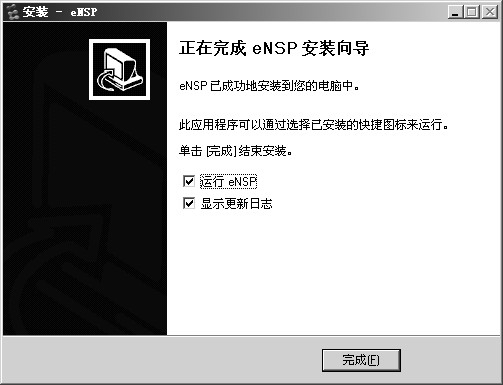 安装 - eNSP
正在完成 eNSP 安装向导
eNSP 已成功地安装到您的电脑中。
此应用程序可以通过选择已安装的快捷图标来运行。
单击 [完成] 结束安装。
运行 eNSP
显示更新日志
完成(F)